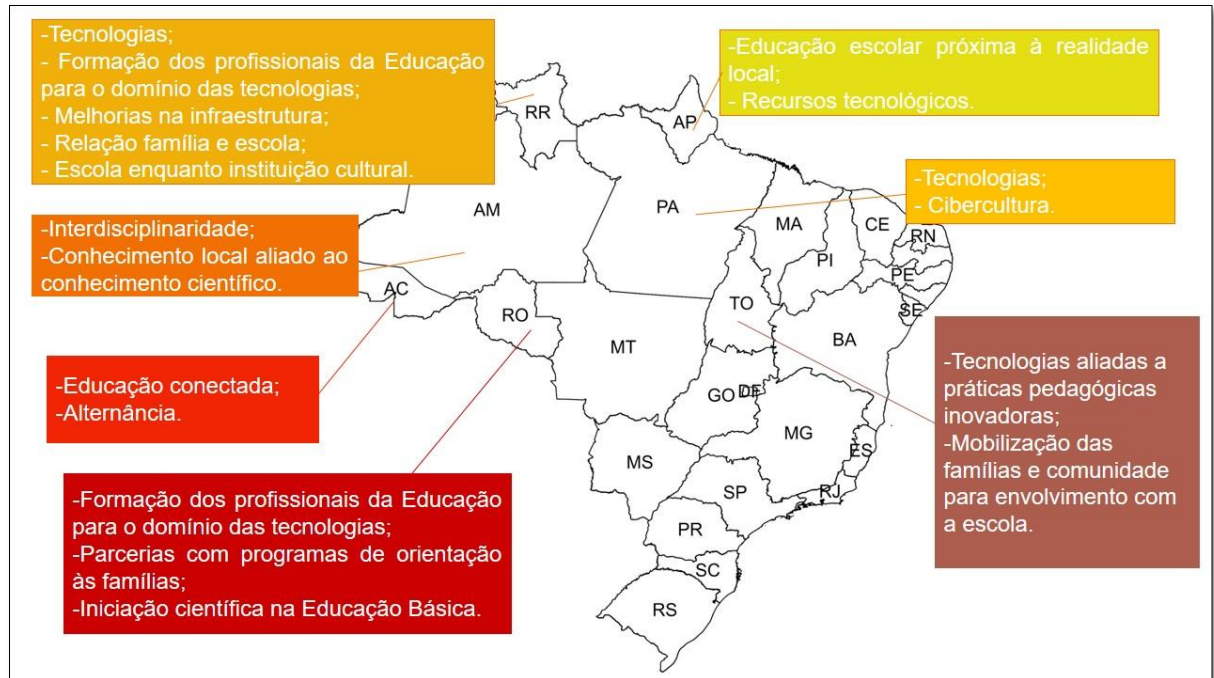 -Tecnologias;
- Formação dos profissionais da Educação
para o domínio das tecnologias;
- Melhorias na infraestrutura;
- Relação família e escola;
- Escola enquanto instituição cultural.
-Educação escolar próxima à realidade
local;
- Recursos tecnológicos.
RR
AP
-Tecnologias;
- Cibercultura.
AM
PA
MA
CE
RN
PI
PE
-Interdisciplinaridade;
-Conhecimento local aliado ao
conhecimento científico.
AC
RO
TO
SE
BA
MT
-Educação conectada;
-Alternância.
-Tecnologias aliadas a
práticas pedagógicas
inovadoras;
-Mobilização das
famílias e comunidade
para envolvimento com
a escola.
GO
DF
MG
ES
MS
SP
RJ
PR
SC
RS
-Formação dos profissionais da Educação
para o domínio das tecnologias;
-Parcerias com programas de orientação
às famílias;
-Iniciação científica na Educação Básica.